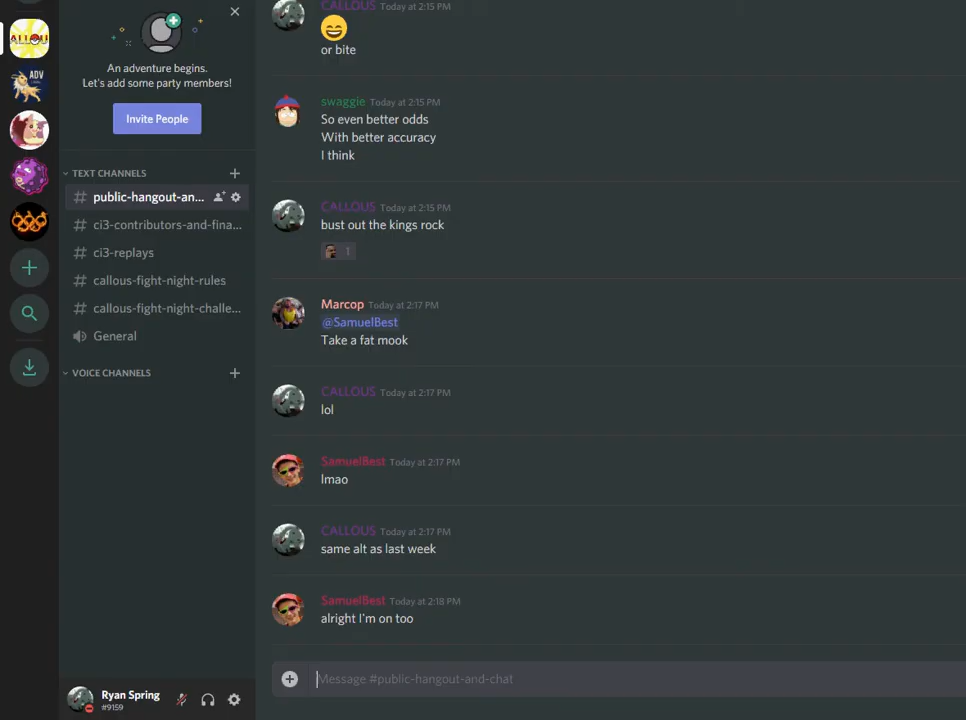 ALLOU
ADV
An adventure begins.
Let's add some party members!
Invite People
TEXT CHANNELS
# public-hangout-an...
# ci3-contributors-and-fina...
# ci3-replays
# callous-fight-night-rules
# callous-fight-night-challe...
General
VOICE CHANNELS
Ryan Spring
#9159
CALLOUS Today at 2:15 PM
or bite
swaggie Today at 2:15 PM
So even better odds
With better accuracy
I think
CALLOUS Today at 2:15 PM
bust out the kings rock
1
Marcop Today at 2:17 PM
@SamuelBest
Take a fat mook
CALLOUS Today at 2:17 PM
lol
SamuelBest Today at 2:17 PM
lmao
CALLOUS Today at 2:17 PM
same alt as last week
SamuelBest Today at 2:18 PM
alright I'm on too
Message #public-hangout-and-chat